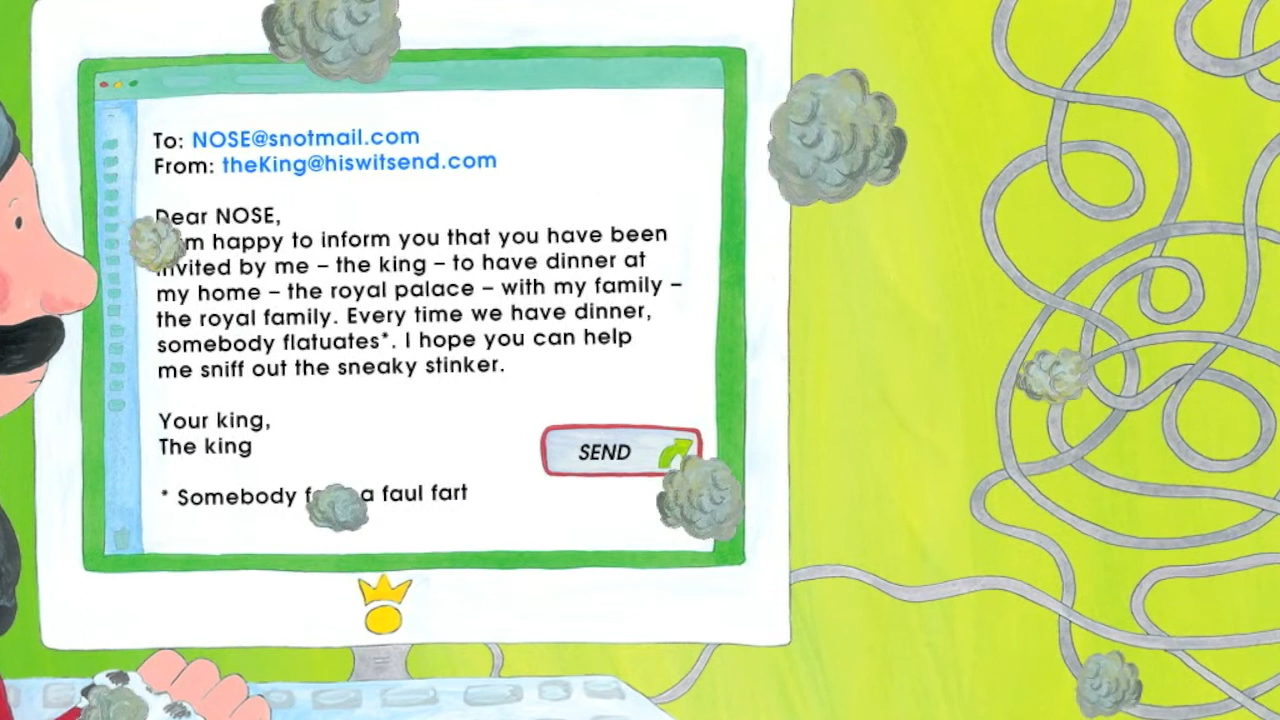 To: NOSE@snotmail.com
From: theKing@hiswitsend.com
Dear NOSE,
happy to inform you that you have been
invited by me – the king – to have dinner at
my home – the royal palace – with my family –
the royal family. Every time we have dinner,
somebody flatuates*. I hope you can help
me sniff out the sneaky stinker.
Your king,
The king
SEND
* Somebody a faul fart